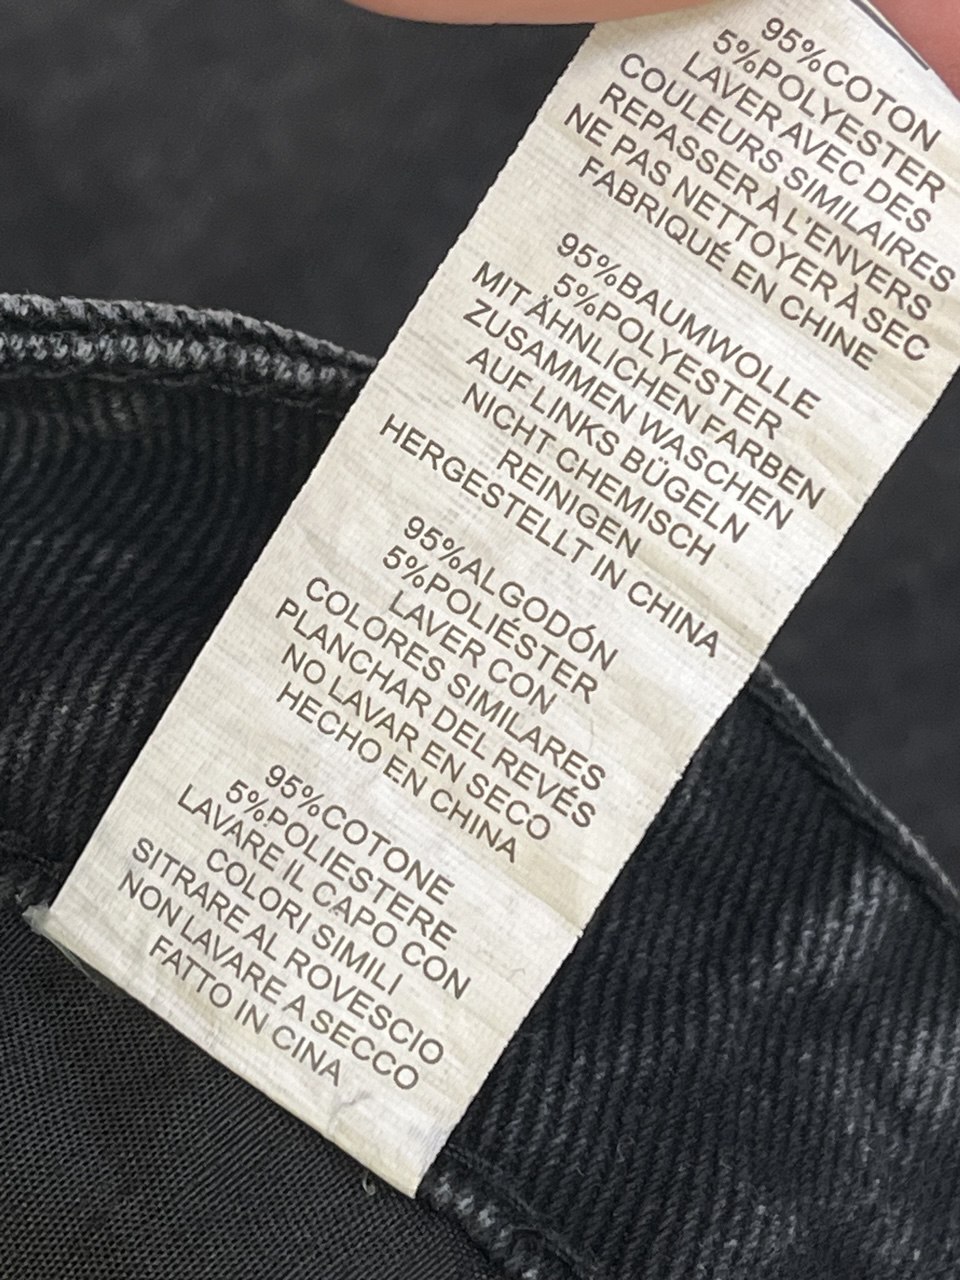 95%COTON
5%POLYESTER
LAVER AVEC DES
COULEURS SIMILAIRES
REPASSER À L'ENVERS
NE PAS NETTOYER À SEC
FABRIQUÉ EN CHINE
95%BAUMWOLLE
5%POLYESTER
MIT ÄHNLICHEN FARBEN
ZUSAMMEN WASCHEN
AUF LINKS BÜGELN
NICHT CHEMISCH
REINIGEN
HERGESTELLT IN CHINA
95%ALGODÓN
5%POLIÉSTER
LAVER CON
COLORES SIMILARES
PLANCHAR DEL REVÉS
NO LAVAR EN SECO
HECHO EN CHINA
95%COTONE
5%POLIESTERE
LAVARE IL CAPO CON
COLORI SIMILI
SITRARE AL ROVESCIO
NON LAVARE A SECCO
FATTO IN CINA